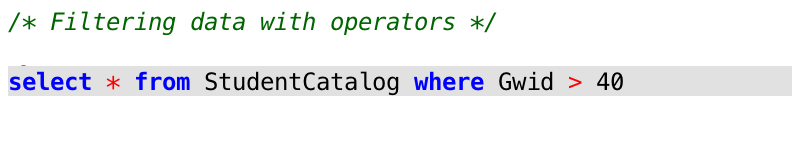 /* Filtering data with operators */
select * from StudentCatalog where Gwid > 40